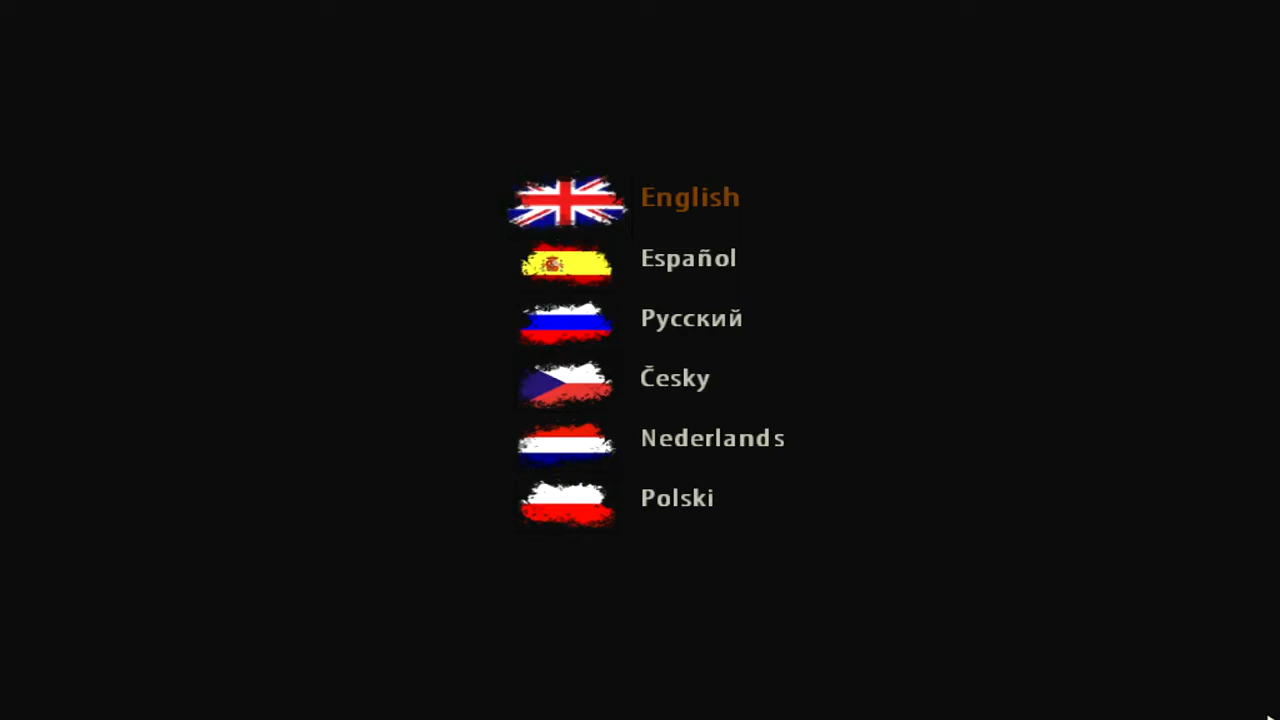 English
Español
Русский
Česky
Nederlands
Polski